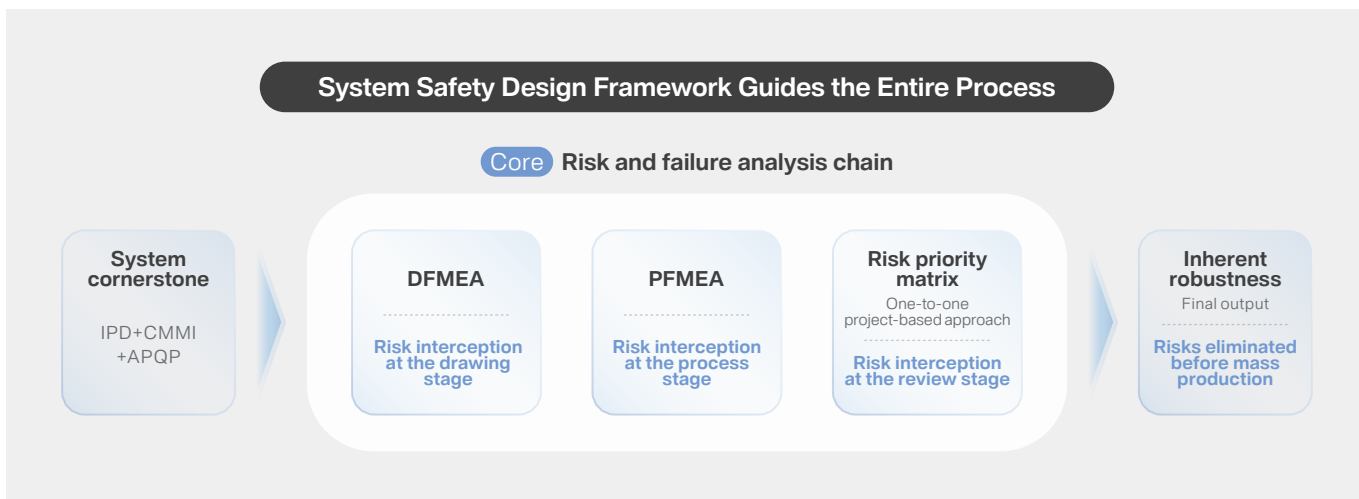 System Safety Design Framework Guides the Entire Process
Core Risk and failure analysis chain
System
cornerstone
IPD+CMMI
+APQP
DFMEA
Risk interception
at the drawing
stage
PFMEA
Risk interception
at the process
stage
Risk priority
matrix
One-to-one
project-based approach
Risk interception
at the review stage
Inherent
robustness
Final output
Risks eliminated
before mass
production